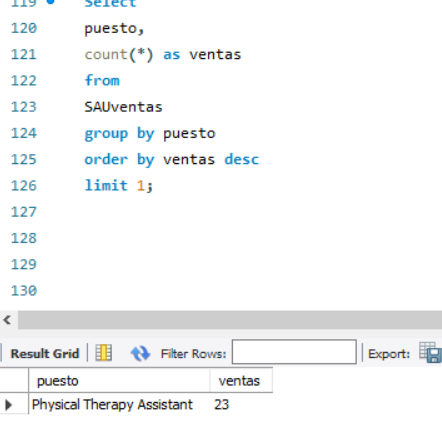 119 Select
120 puesto,
121 count(*) as ventas
122 from
123 SAUventas
124 group by puesto
125 order by ventas desc
126 limit 1;
127
128
129
130
Result Grid Filter Rows: Export:
puesto ventas
Physical Therapy Assistant 23